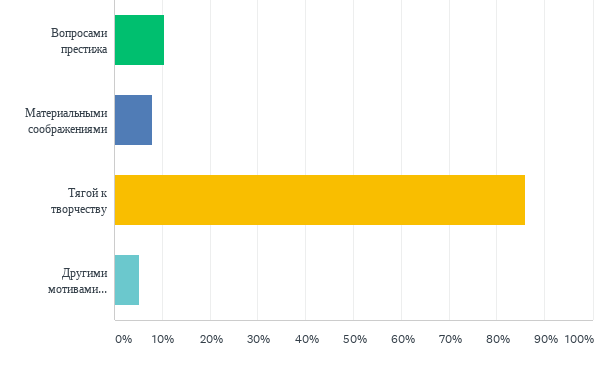 Вопросами
престижа
Материальными
соображениями
Тягой к
творчеству
Другими
мотивами...
0% 10% 20% 30% 40% 50% 60% 70% 80% 90% 100%